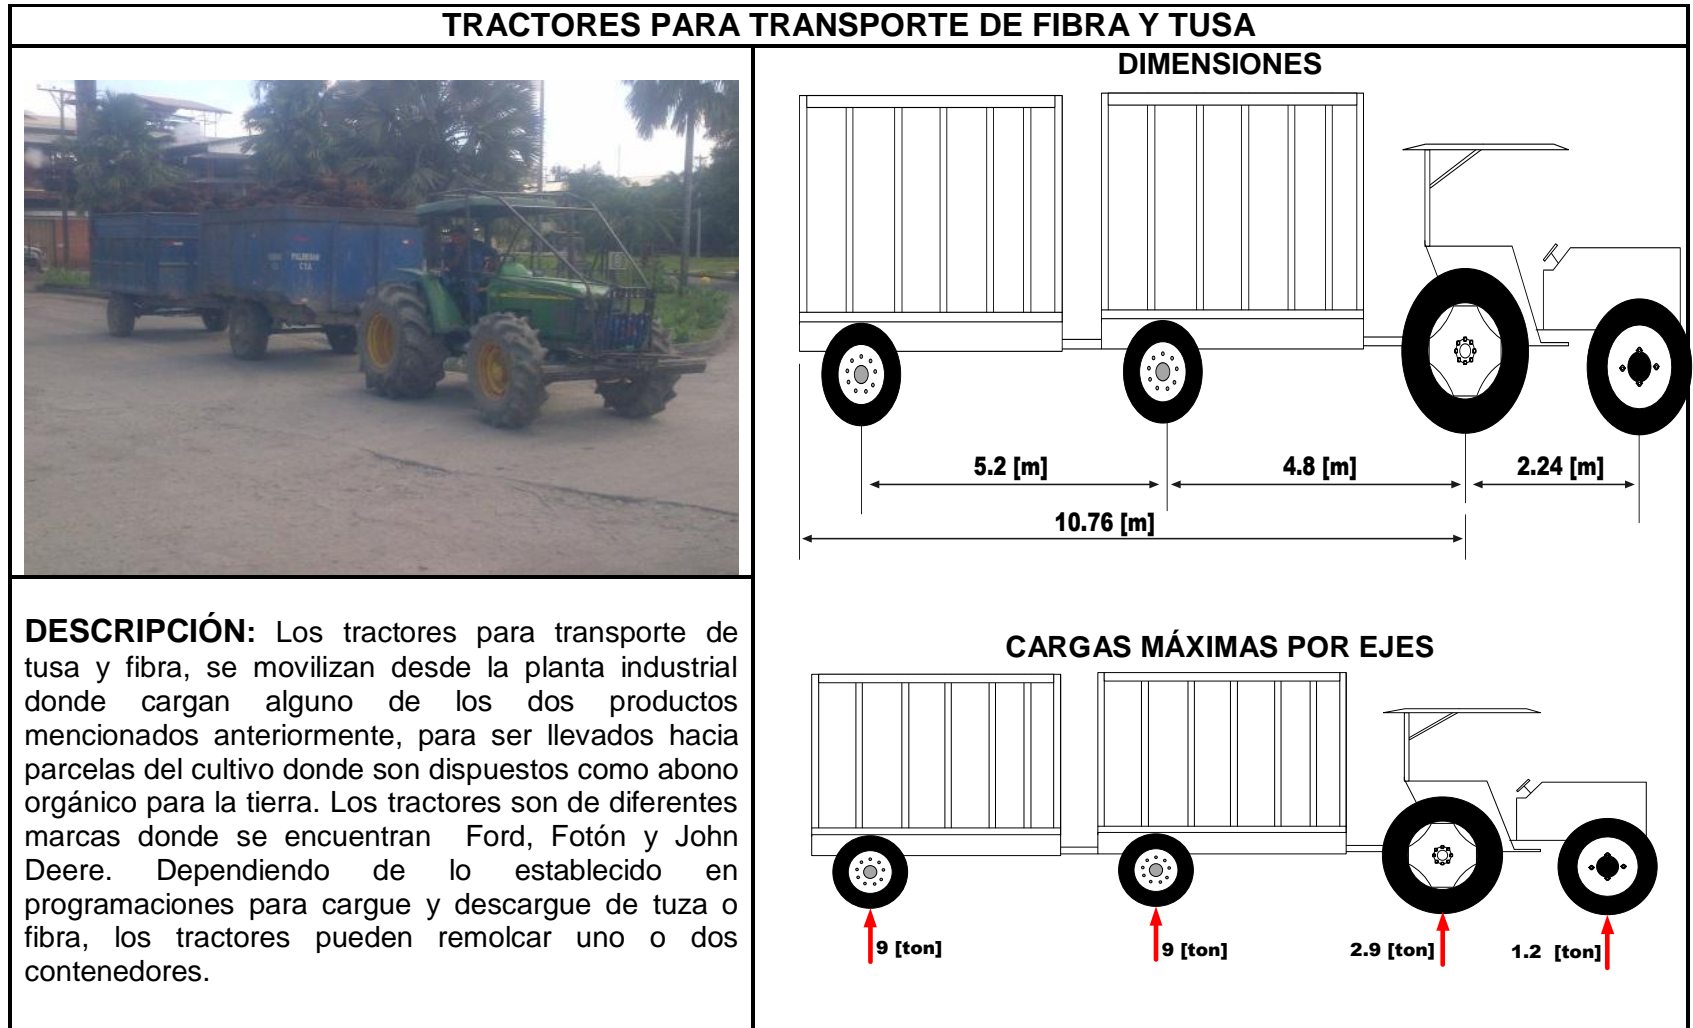 TRACTORES PARA TRANSPORTE DE FIBRA Y TUSA
DIMENSIONES
5.2 [m]
4.8 [m]
2.24 [m]
10.76 [m]
DESCRIPCIÓN: Los tractores para transporte de
tusa y fibra, se movilizan desde la planta industrial
donde cargan alguno de los dos productos
mencionados anteriormente, para ser llevados hacia
parcelas del cultivo donde son dispuestos como abono
orgánico para la tierra. Los tractores son de diferentes
marcas donde se encuentran Ford, Fotón y John
Deere. Dependiendo de lo establecido en
programaciones para cargue y descargue de tuza o
fibra, los tractores pueden remolcar uno o dos
contenedores.
CARGAS MÁXIMAS POR EJES
9 [ton]
9 [ton]
2.9 [ton]
1.2 [ton]